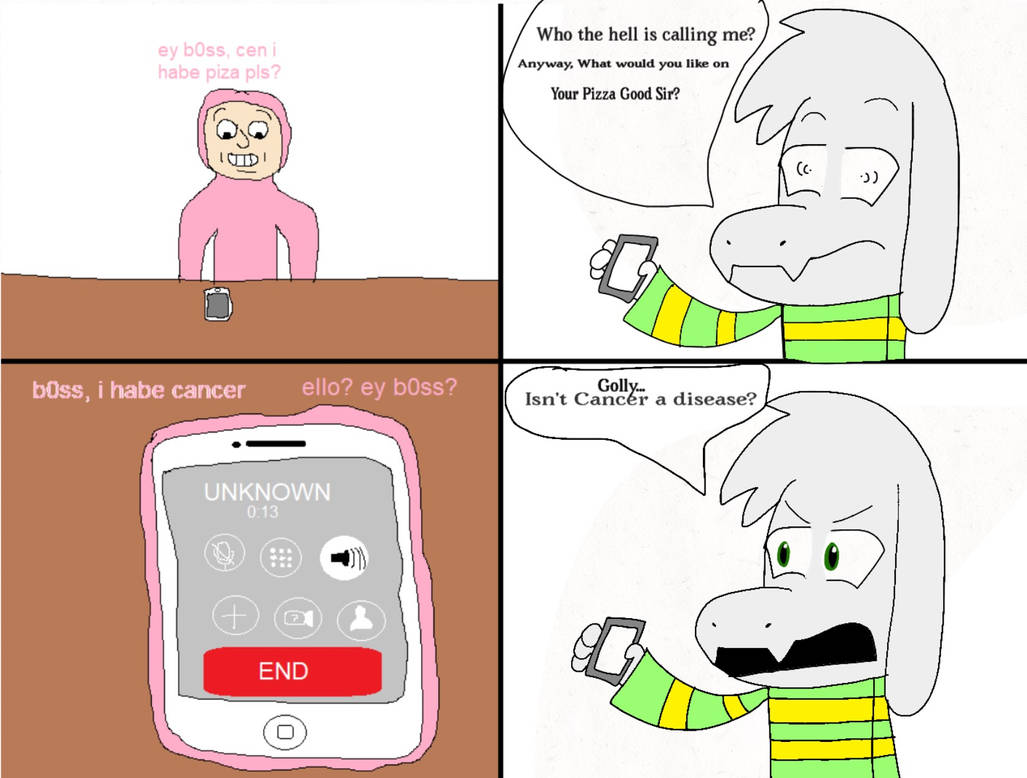 ey b0ss, cen i
habe piza pls?
Who the hell is calling me?
Anyway, What would you like on
Your Pizza Good Sir?
b0ss, i habe cancer
ello? ey b0ss?
UNKNOWN
0:13
?
END
Golly...
Isn't Cancer a disease?